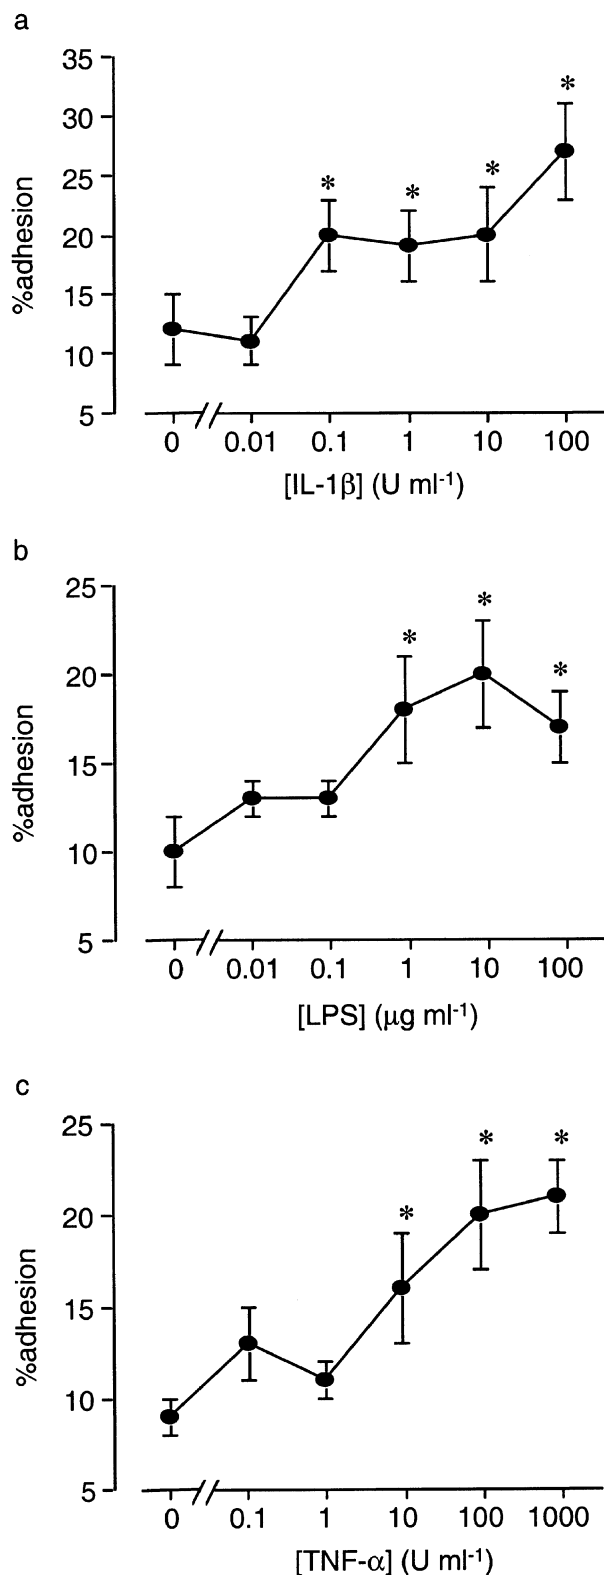 a
35
30
25
20
15
10
5
%adhesion
* * * *
0 0.01 0.1 1 10 100
[IL-1β] (U ml-1)
b
25
20
15
10
5
%adhesion
* * *
0 0.01 0.1 1 10 100
[LPS] (μg ml-1)
c
25
20
15
10
5
%adhesion
* * *
0 0.1 1 10 100 1000
[TNF-α] (U ml-1)